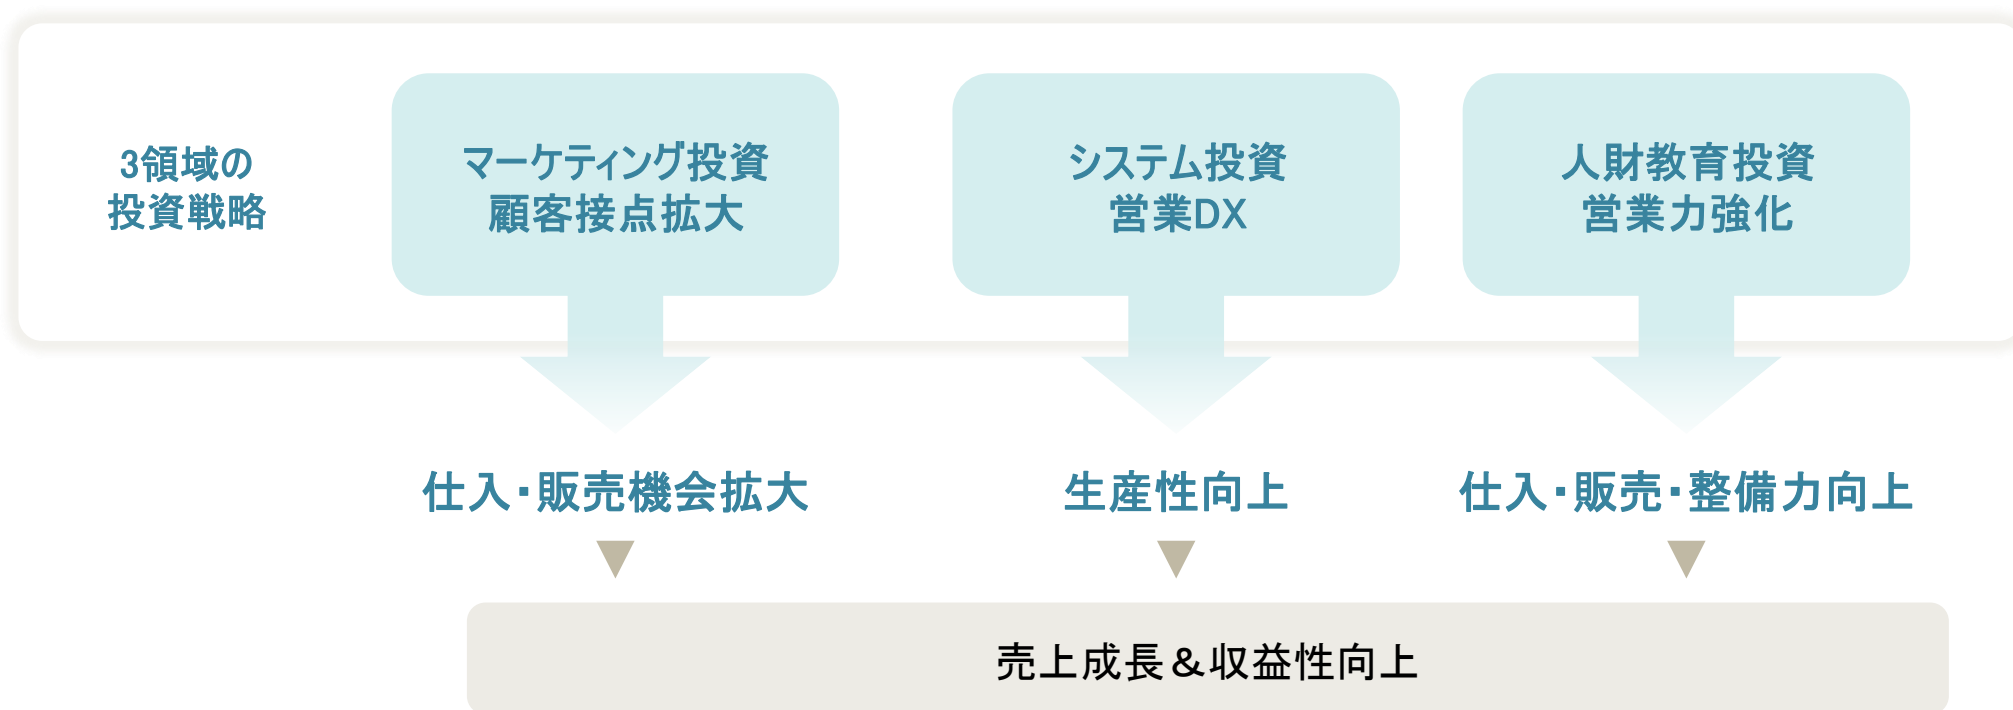 3領域の
投資戦略
マーケティング投資
顧客接点拡大
システム投資
営業DX
人財教育投資
営業力強化
仕入・販売機会拡大
生産性向上
仕入・販売・整備力向上
売上成長＆収益性向上